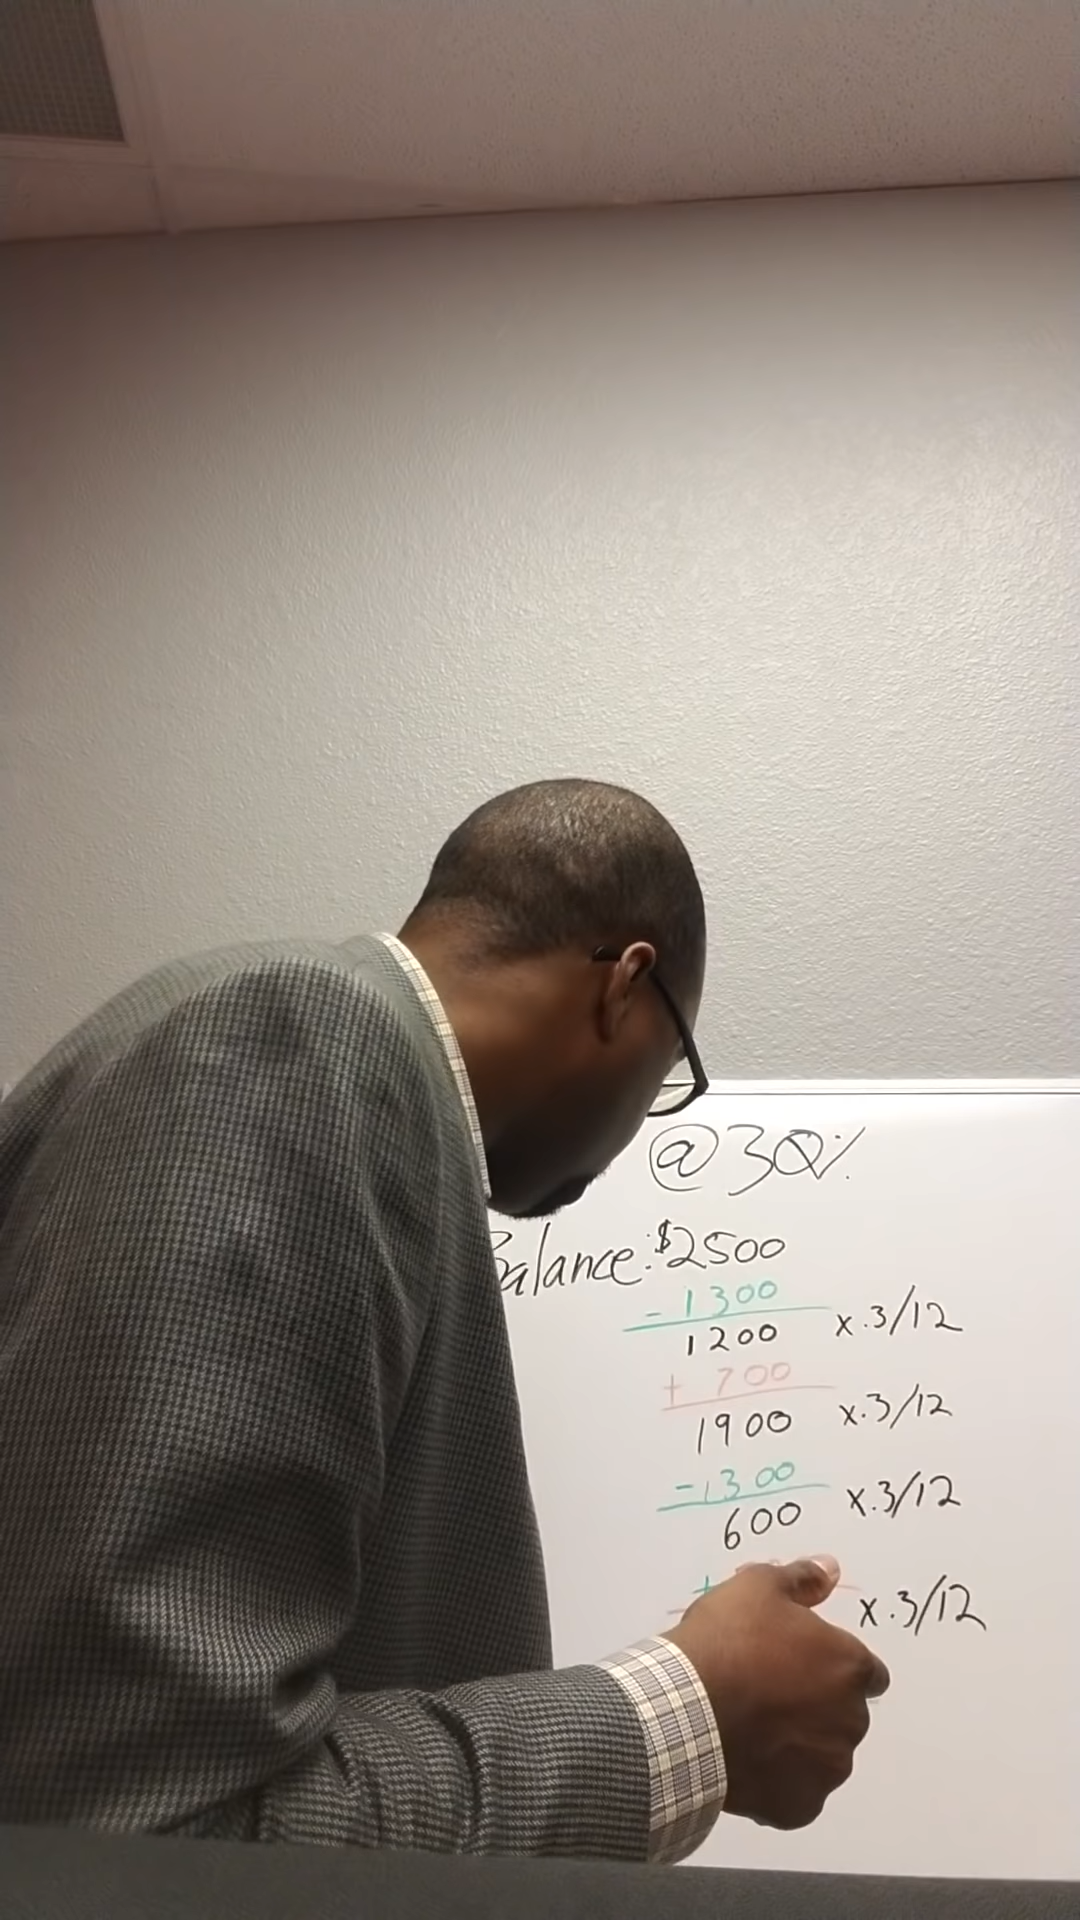 @30%
Balance: $2500
- 1300
1200 x .3/12
+ 700
1900 x .3/12
- 1300
600 x .3/12
+
x .3/12